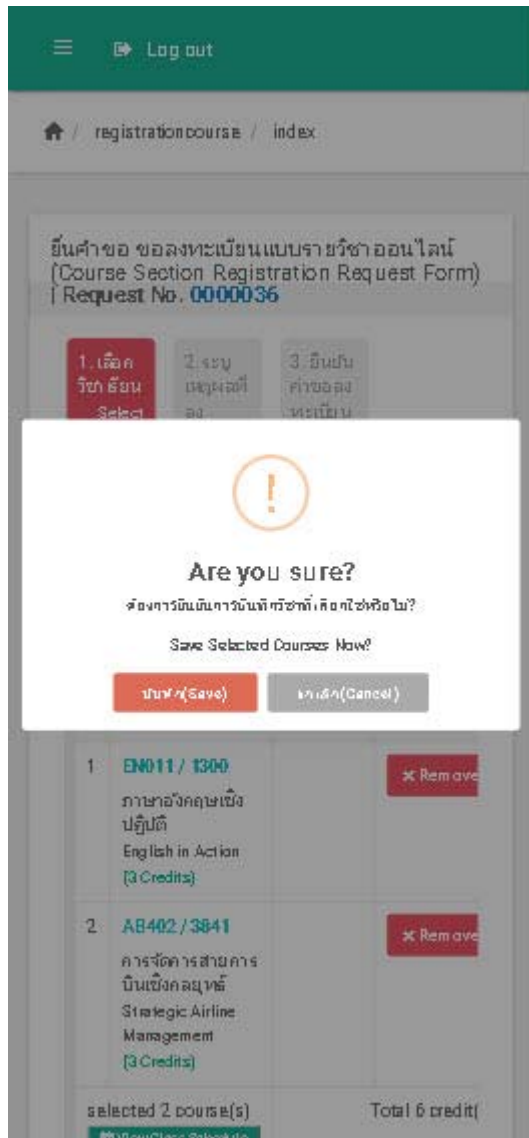 Log out
/ registrationcourse / index
ยื่นคำขอ ขอลงทะเบียนแบบรายวิชาออนไลน์
(Course Section Registration Request Form)
| Request No. 0000036
1.เลือก
วิชาเรียน
Select
2.ระบุ
เหตุผลที่
ลง
3.ยืนยัน
คำขอลง
ทะเบียน
!
Are you sure?
ต้องการยืนยันการบันทึกวิชาที่เลือกใช่หรือไม่?
Save Selected Courses Now?
บันทึก(Save)
ยกเลิก(Cancel)
1 EN011 / 1300
× Remove
ภาษาอังกฤษเชิง
ปฏิบัติ
English in Action
(3 Credits)
2 AB402 / 3841
× Remove
การจัดการสายการ
บินเชิงกลยุทธ์
Strategic Airline
Management
(3 Credits)
selected 2 course(s)
Total 6 credit(
View Class Schedule